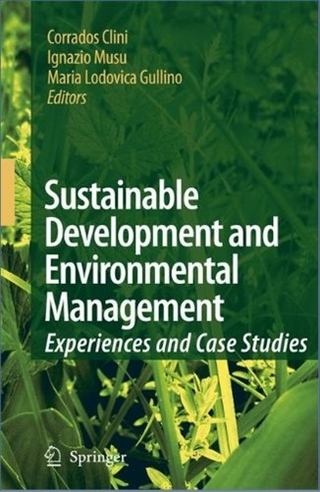 Corrados Clini
Ignazio Musu
Maria Lodovica Gullino
Editors
Sustainable
Development and
Environmental
Management
Experiences and Case Studies
Springer